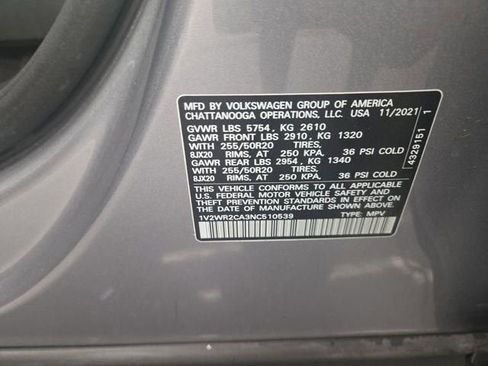 MFD BY VOLKSWAGEN GROUP OF AMERICA
CHATTANOOGA OPERATIONS, LLC. USA 11/2021
GVWR LBS 5754, KG 2610
GAWR FRONT LBS 2910, KG 1320
WITH 255/50R20 TIRES,
8JX20 RIMS, AT 250 KPA. 36 PSI COLD
GAWR REAR LBS 2954, KG 1340
WITH 255/50R20 TIRES,
8JX20 RIMS, AT 250 KPA. 36 PSI COLD
THIS VEHICLE CONFORMS TO ALL APPLICABLE
U.S. FEDERAL MOTOR VEHICLE SAFETY AND
THEFT PREVENTION STANDARDS IN EFFECT ON
THE DATE OF MANUFACTURE SHOWN ABOVE
1V2WR2CA3NC510539 TYPE: MPV
4329151 1